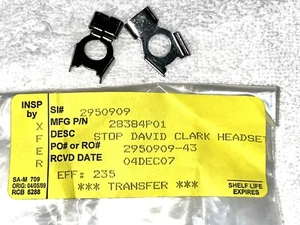 INSP by
X F E R
SA-M 709
ORIG: 04/05/99
RCB 5288
SI# 2950909
MFG P/N 28384P01
DESC STOP DAVID CLARK HEADSET
PO# or RO# 2950909-43
RCVD DATE 04DEC07
EFF: 235
*** TRANSFER ***
SHELF LIFE
EXPIRES